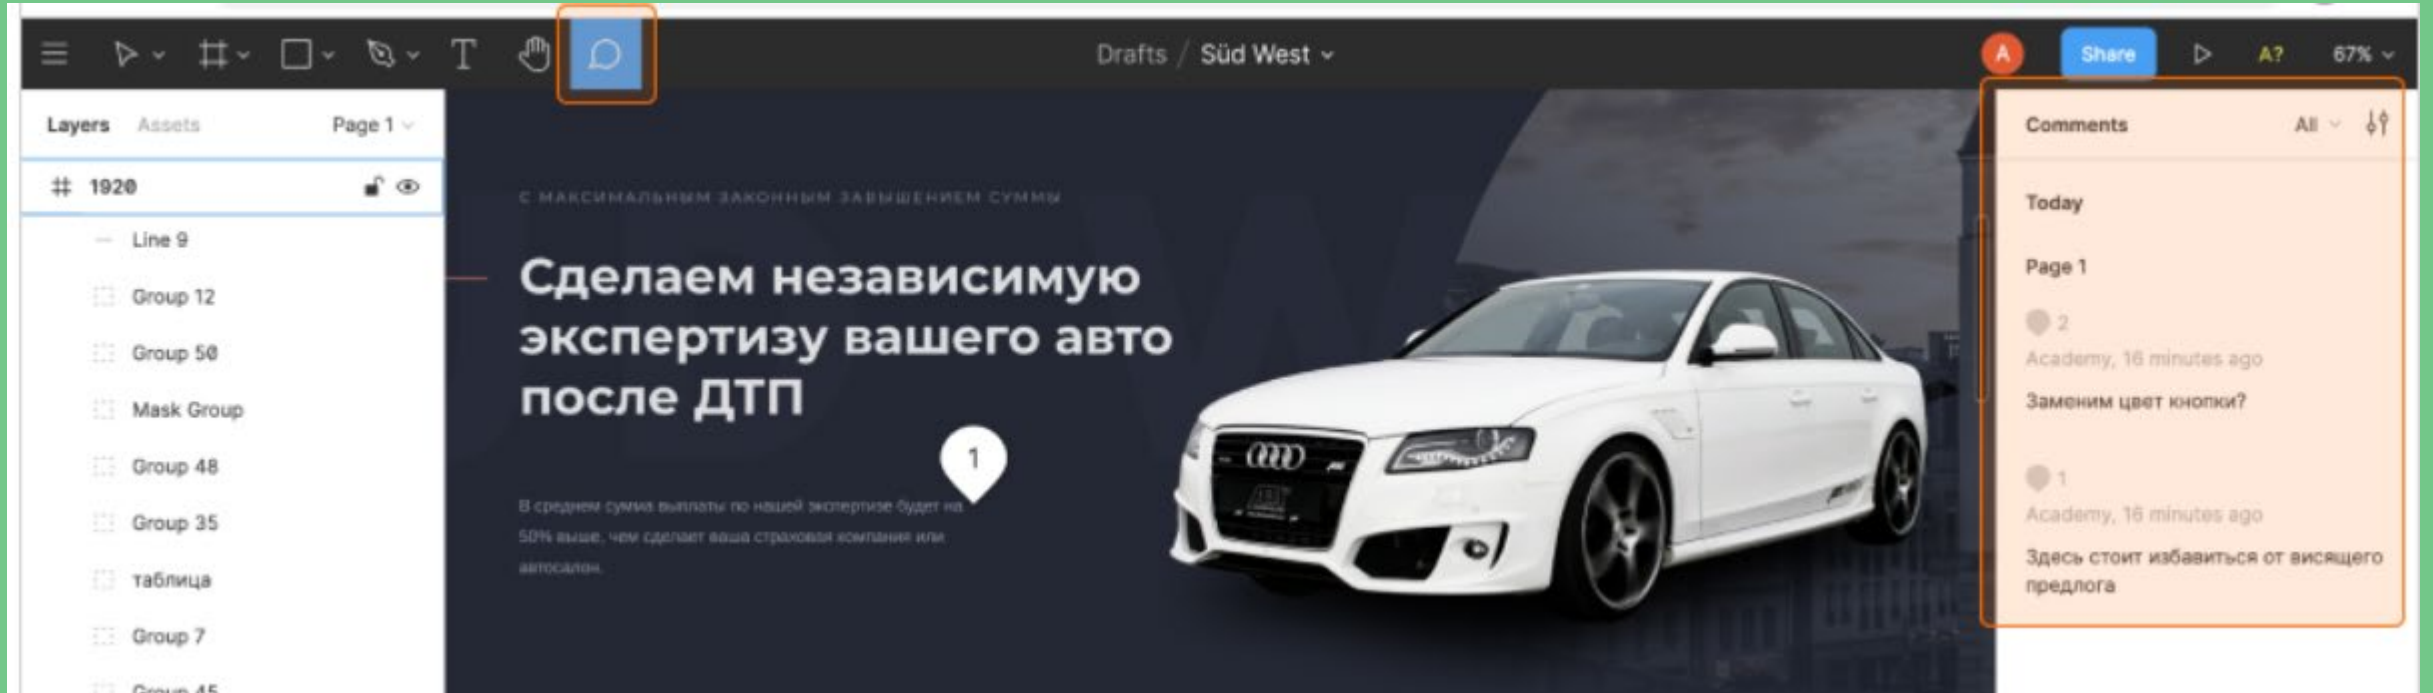 Drafts / Süd West
A
Share
A?
67%
Layers
Assets
Page 1
1920
Line 9
Group 12
Group 50
Mask Group
Group 48
Group 35
таблица
Group 7
Group 45
С МАКСИМАЛЬНЫМ ЗАКОННЫМ ЗАВЫШЕНИЕМ СУММЫ
Сделаем независимую
экспертизу вашего авто
после ДТП
1
В среднем сумма выплаты по нашей экспертизе будет на
50% выше, чем сделает ваша страховая компания или
автосалон.
Comments
All
Today
Page 1
2
Academy, 16 minutes ago
Заменим цвет кнопки?
1
Academy, 16 minutes ago
Здесь стоит избавиться от висящего
предлога